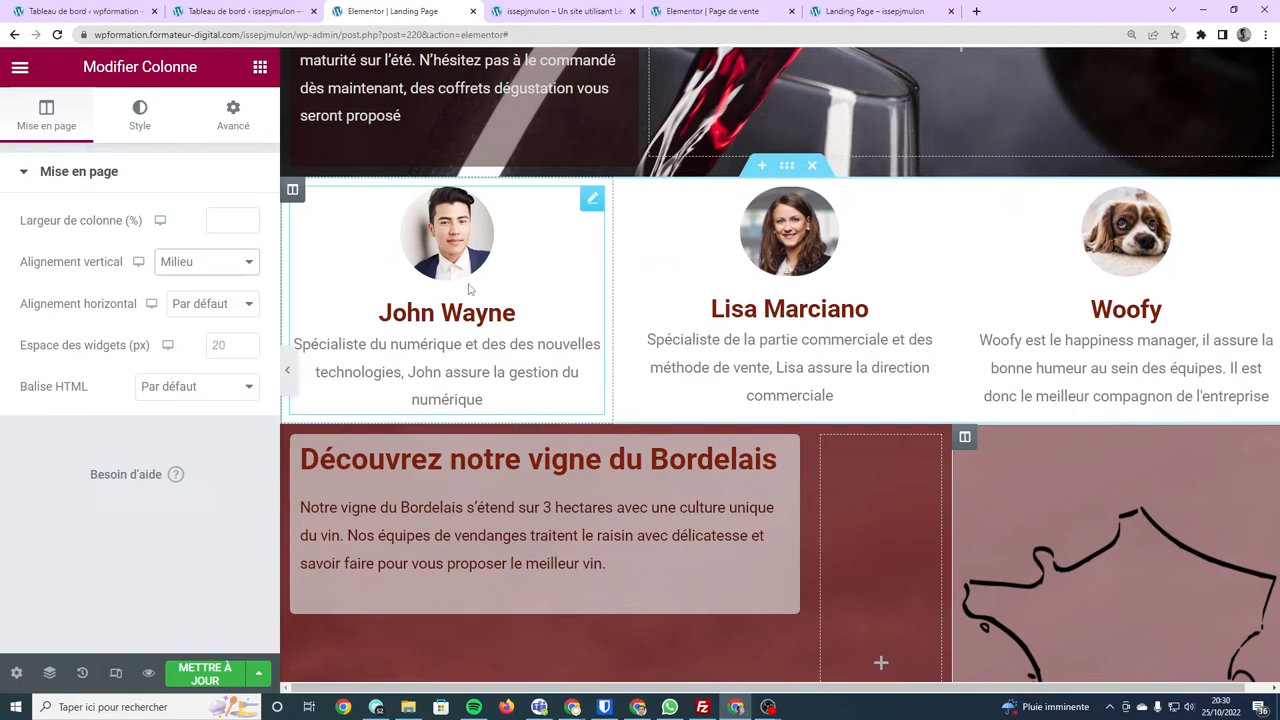 Tableau de bord ‹
Tableau de bord ‹
Elementor | Landing Page
issepjmulon – Un site utilisant
Elementor | Page de vente
Landing Page – issepjmulon
wpformation.formateur-digital.com/issepjmulon/wp-admin/post.php?post=220&action=elementor#
Modifier Colonne
Mise en page
Style
Avancé
Mise en page
Largeur de colonne (%)
Alignement vertical
Milieu
Alignement horizontal
Par défaut
Espace des widgets (px)
20
Balise HTML
Par défaut
Besoin d'aide ?
METTRE À
JOUR
maturité sur l'été. N'hésitez pas à le commandé
dès maintenant, des coffrets dégustation vous
seront proposé
John Wayne
Spécialiste du numérique et des des nouvelles
technologies, John assure la gestion du
numérique
Lisa Marciano
Spécialiste de la partie commerciale et des
méthode de vente, Lisa assure la direction
commerciale
Woofy
Woofy est le happiness manager, il assure la
bonne humeur au sein des équipes. Il est
donc le meilleur compagnon de l'entreprise
Découvrez notre vigne du Bordelais
Notre vigne du Bordelais s'étend sur 3 hectares avec une culture unique
du vin. Nos équipes de vendanges traitent le raisin avec délicatesse et
savoir faire pour vous proposer le meilleur vin.
Taper ici pour rechercher
Pluie imminente
20:30
25/10/2022